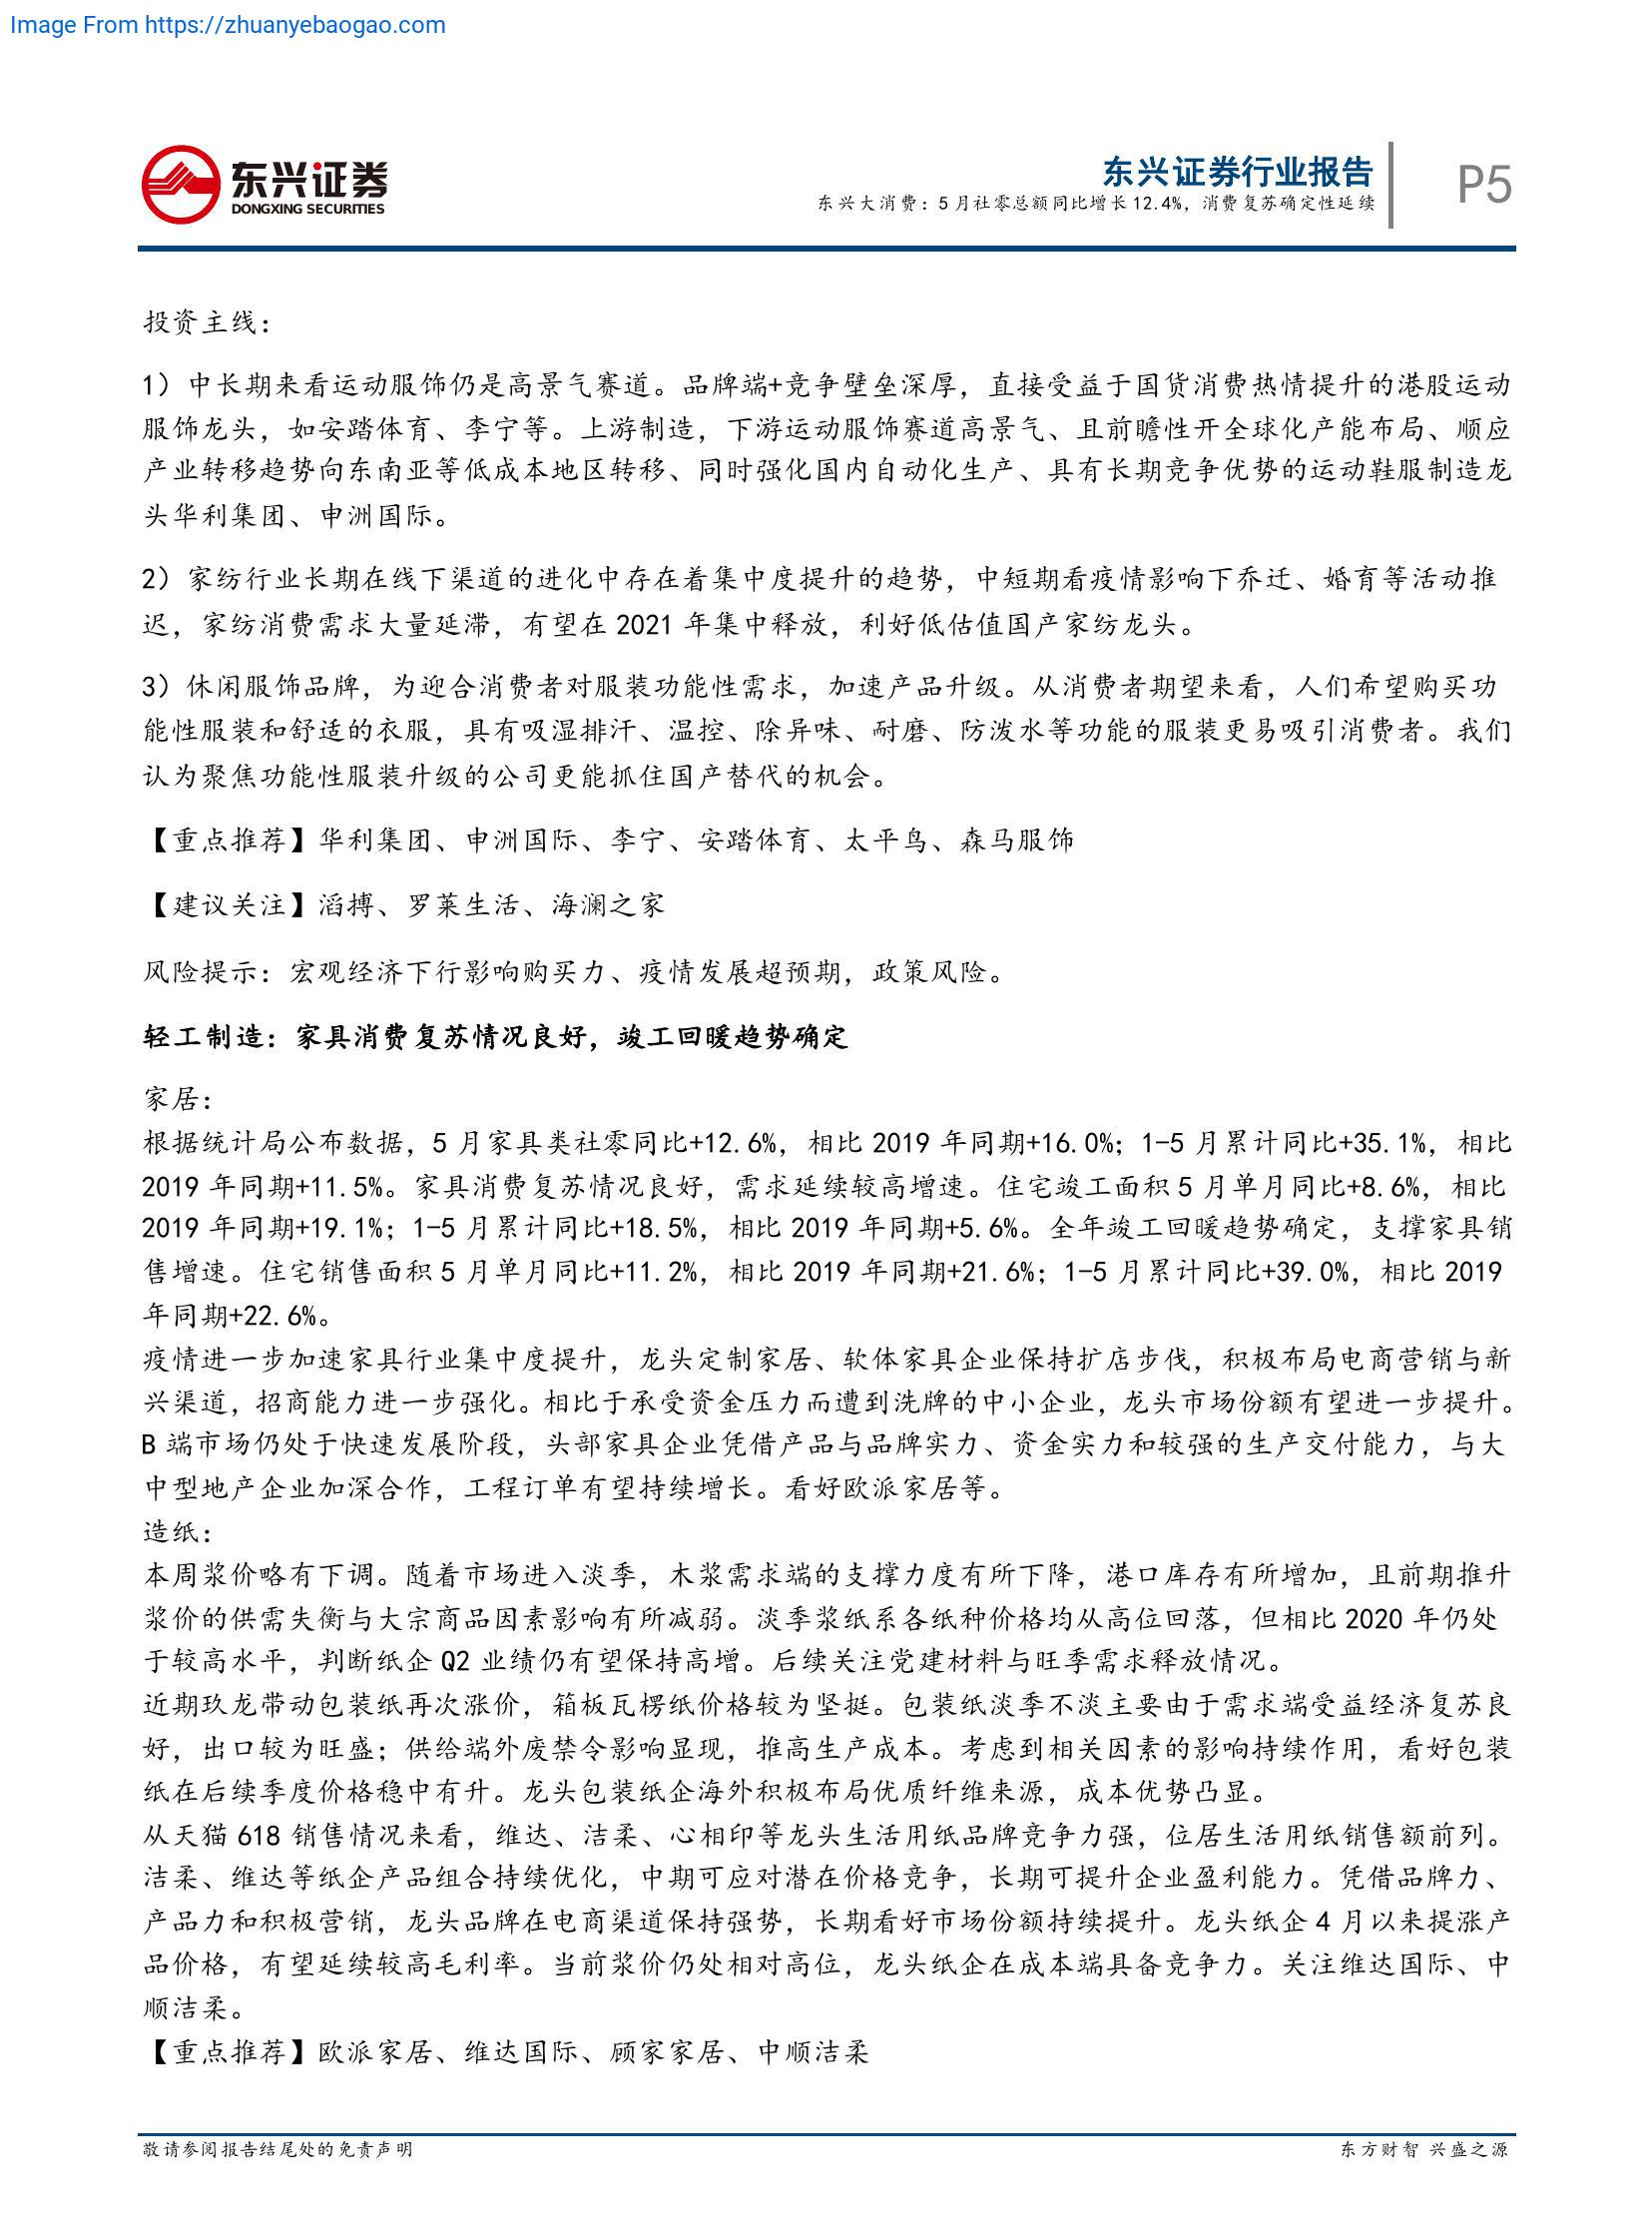 Image From https://zhuanyebaogao.com
东兴证券
DONGXING SECURITIES
东兴证券行业报告
东兴大消费：5 月社零总额同比增长 12.4%，消费复苏确定性延续
P5
投资主线：
1）中长期来看运动服饰仍是高景气赛道。品牌端+竞争壁垒深厚，直接受益于国货消费热情提升的港股运动
服饰龙头，如安踏体育、李宁等。上游制造，下游运动服饰赛道高景气、且前瞻性开全球化产能布局、顺应
产业转移趋势向东南亚等低成本地区转移、同时强化国内自动化生产、具有长期竞争优势的运动鞋服制造龙
头华利集团、申洲国际。
2）家纺行业长期在线下渠道的进化中存在着集中度提升的趋势，中短期看疫情影响下乔迁、婚育等活动推
迟，家纺消费需求大量延滞，有望在 2021 年集中释放，利好低估值国产家纺龙头。
3）休闲服饰品牌，为迎合消费者对服装功能性需求，加速产品升级。从消费者期望来看，人们希望购买功
能性服装和舒适的衣服，具有吸湿排汗、温控、除异味、耐磨、防泼水等功能的服装更易吸引消费者。我们
认为聚焦功能性服装升级的公司更能抓住国产替代的机会。
【重点推荐】华利集团、申洲国际、李宁、安踏体育、太平鸟、森马服饰
【建议关注】滔搏、罗莱生活、海澜之家
风险提示：宏观经济下行影响购买力、疫情发展超预期，政策风险。
轻工制造：家具消费复苏情况良好，竣工回暖趋势确定
家居：
根据统计局公布数据，5 月家具类社零同比+12.6%，相比 2019 年同期+16.0%；1-5 月累计同比+35.1%，相比
2019 年同期+11.5%。家具消费复苏情况良好，需求延续较高增速。住宅竣工面积 5 月单月同比+8.6%，相比
2019 年同期+19.1%；1-5 月累计同比+18.5%，相比 2019 年同期+5.6%。全年竣工回暖趋势确定，支撑家具销
售增速。住宅销售面积 5 月单月同比+11.2%，相比 2019 年同期+21.6%；1-5 月累计同比+39.0%，相比 2019
年同期+22.6%。
疫情进一步加速家具行业集中度提升，龙头定制家居、软体家具企业保持扩店步伐，积极布局电商营销与新
兴渠道，招商能力进一步强化。相比于承受资金压力而遭到洗牌的中小企业，龙头市场份额有望进一步提升。
B 端市场仍处于快速发展阶段，头部家具企业凭借产品与品牌实力、资金实力和较强的生产交付能力，与大
中型地产企业加深合作，工程订单有望持续增长。看好欧派家居等。
造纸：
本周浆价略有下调。随着市场进入淡季，木浆需求端的支撑力度有所下降，港口库存有所增加，且前期推升
浆价的供需失衡与大宗商品因素影响有所减弱。淡季浆纸系各纸种价格均从高位回落，但相比 2020 年仍处
于较高水平，判断纸企 Q2 业绩仍有望保持高增。后续关注党建材料与旺季需求释放情况。
近期玖龙带动包装纸再次涨价，箱板瓦楞纸价格较为坚挺。包装纸淡季不淡主要由于需求端受益经济复苏良
好，出口较为旺盛；供给端外废禁令影响显现，推高生产成本。考虑到相关因素的影响持续作用，看好包装
纸在后续季度价格稳中有升。龙头包装纸企海外积极布局优质纤维来源，成本优势凸显。
从天猫 618 销售情况来看，维达、洁柔、心相印等龙头生活用纸品牌竞争力强，位居生活用纸销售额前列。
洁柔、维达等纸企产品组合持续优化，中期可应对潜在价格竞争，长期可提升企业盈利能力。凭借品牌力、
产品力和积极营销，龙头品牌在电商渠道保持强势，长期看好市场份额持续提升。龙头纸企 4 月以来提涨产
品价格，有望延续较高毛利率。当前浆价仍处相对高位，龙头纸企在成本端具备竞争力。关注维达国际、中
顺洁柔。
【重点推荐】欧派家居、维达国际、顾家家居、中顺洁柔
敬请参阅报告结尾处的免责声明
东方财智 兴盛之源